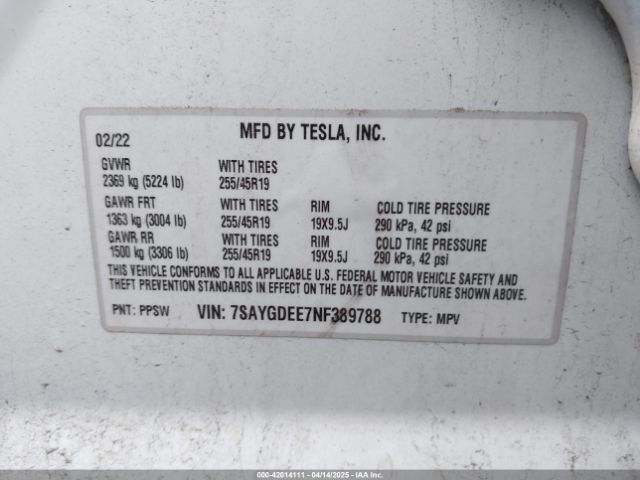 02/22 MFD BY TESLA, INC.
GVWR WITH TIRES
2369 kg (5224 lb) 255/45R19
GAWR FRT WITH TIRES RIM COLD TIRE PRESSURE
1363 kg (3004 lb) 255/45R19 19X9.5J 290 kPa, 42 psi
GAWR RR WITH TIRES RIM COLD TIRE PRESSURE
1500 kg (3306 lb) 255/45R19 19X9.5J 290 kPa, 42 psi
THIS VEHICLE CONFORMS TO ALL APPLICABLE U.S. FEDERAL MOTOR VEHICLE SAFETY AND
THEFT PREVENTION STANDARDS IN EFFECT ON THE DATE OF MANUFACTURE SHOWN ABOVE.
PNT: PPSW VIN: 7SAYGDEE7NF389788 TYPE: MPV
000-42014111 - 04/14/2025 - IAA Inc.